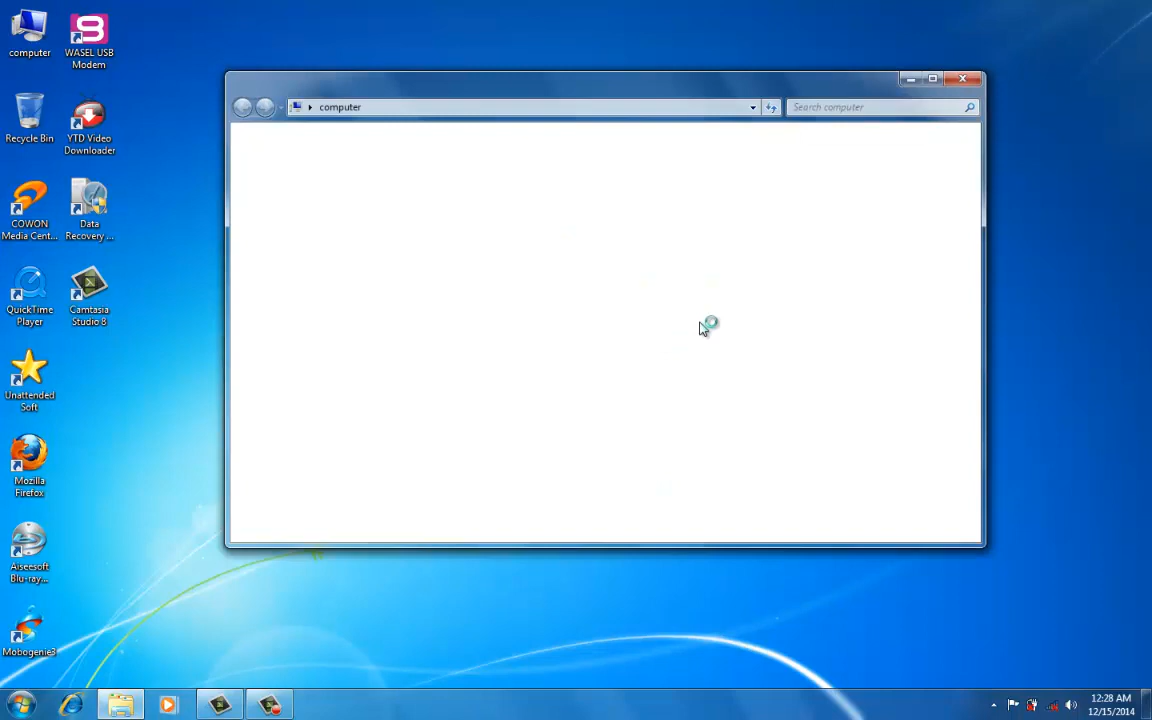 computer
WASEL USB
Modem
Recycle Bin
YTD Video
Downloader
COWON
Media Cent...
Data
Recovery ...
QuickTime
Player
Camtasia
Studio 8
Unattended
Soft
Mozilla
Firefox
Aiseesoft
Blu-ray...
Mobogenie3
computer
Search computer
12:28 AM
12/15/2014